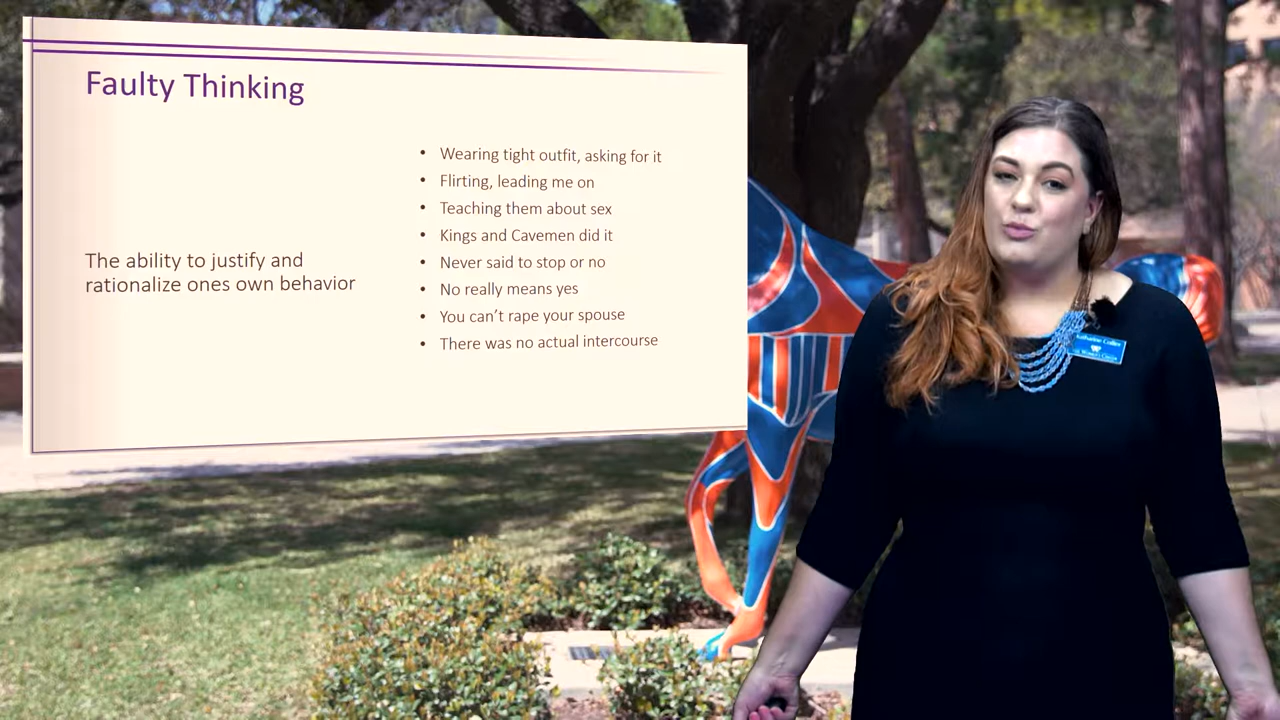 Faulty Thinking
The ability to justify and
rationalize ones own behavior
• Wearing tight outfit, asking for it
• Flirting, leading me on
• Teaching them about sex
• Kings and Cavemen did it
• Never said to stop or no
• No really means yes
• You can't rape your spouse
• There was no actual intercourse